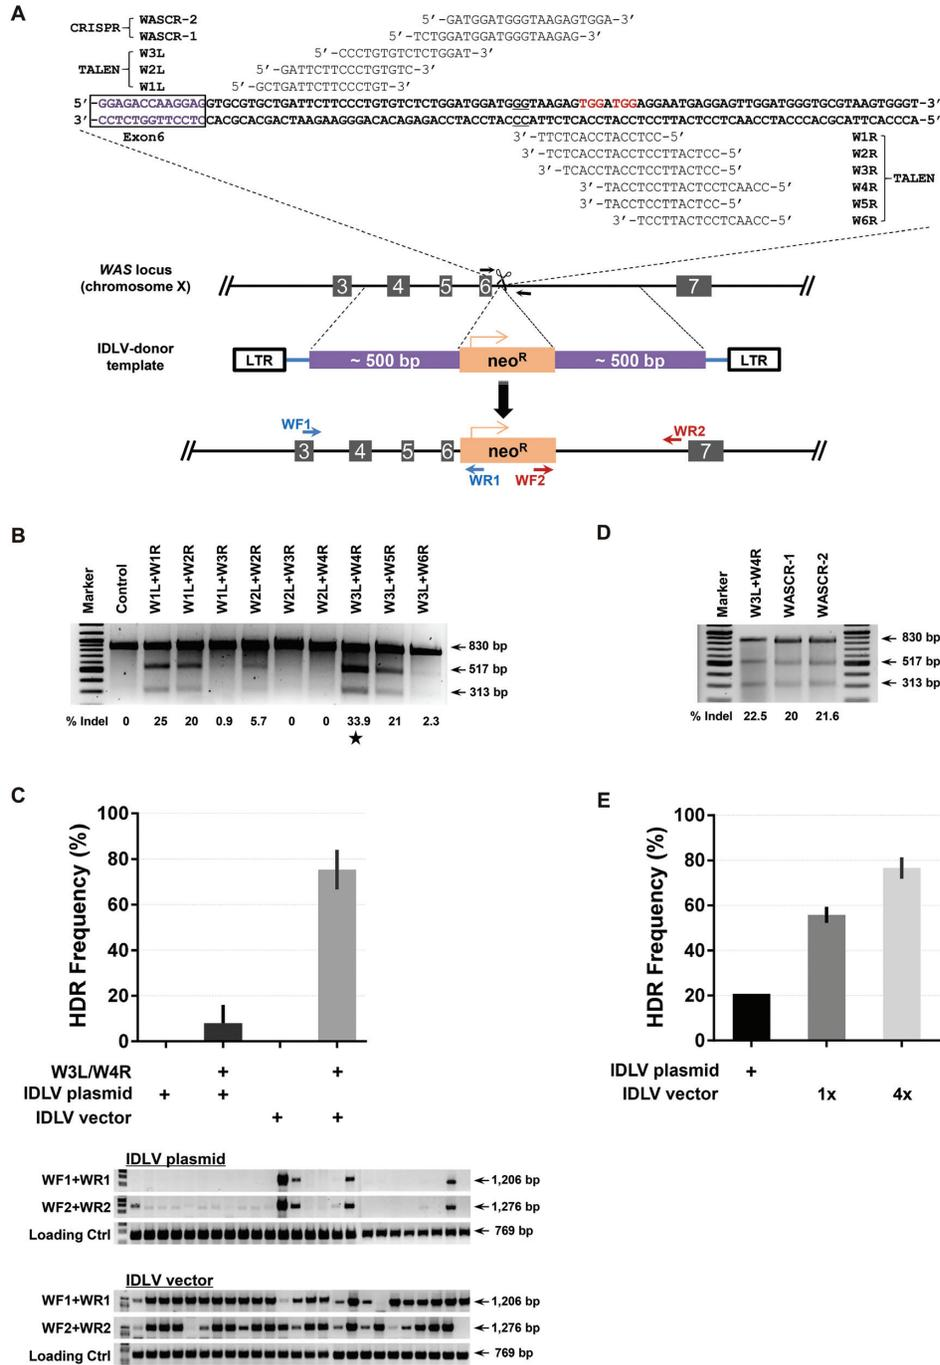 A
CRISPR WASCR-2 5′-GATGGATGGGTAAGAGTGGA-3′
WASCR-1 5′-TCTGGATGGATGGGTAAGAG-3′
TALEN W3L 5′-CCCTGTGTCTCTGGAT-3′
W2L 5′-GATTCTTCCCTGTGTC-3′
W1L 5′-GCTGATTCTTCCCTGT-3′
5′-GGAGACCAAGGAGGTGCGTGCTGATTCTTCCCTGTGTCTCTGGATGGATGGGTAAGAGTGGATGGAGGAATGAGGAGTTGGATGGGTGCGTAAGTGGGT-3′
3′-CCTCTGGTTCCTCCACGCACGACTAAGAAGGGACACAGAGACCTACCTACCCATTCTCACCTACCTCCTTACTCCTCAACCTACCCACGCATTCACCCA-5′
Exon6
3′-TTCTCACCTACCTCC-5′ W1R
3′-TCTCACCTACCTCCTTACTCC-5′ W2R
3′-TCACCTACCTCCTTACTCC-5′ W3R
3′-TACCTCCTTACTCCTCAACC-5′ W4R TALEN
3′-TACCTCCTTACTCC-5′ W5R
3′-TCCTTACTCCTCAACC-5′ W6R
WAS locus
(chromosome X)
3 4 5 6 7
IDLV-donor
template
LTR ~ 500 bp neoR ~ 500 bp LTR
WF1 WR2
3 4 5 6 neoR 7
WR1 WF2
B
Marker Control W1L+W1R W1L+W2R W1L+W3R W2L+W2R W2L+W3R W2L+W4R W3L+W4R W3L+W5R W3L+W6R
830 bp
517 bp
313 bp
% Indel 0 25 20 0.9 5.7 0 0 33.9 21 2.3
★
D
Marker W3L+W4R WASCR-1 WASCR-2
830 bp
517 bp
313 bp
% Indel 22.5 20 21.6
C
HDR Frequency (%)
100
80
60
40
20
0
W3L/W4R + +
IDLV plasmid + +
IDLV vector + +
IDLV plasmid
WF1+WR1 1,206 bp
WF2+WR2 1,276 bp
Loading Ctrl 769 bp
IDLV vector
WF1+WR1 1,206 bp
WF2+WR2 1,276 bp
Loading Ctrl 769 bp
E
HDR Frequency (%)
100
80
60
40
20
0
IDLV plasmid +
IDLV vector 1x 4x